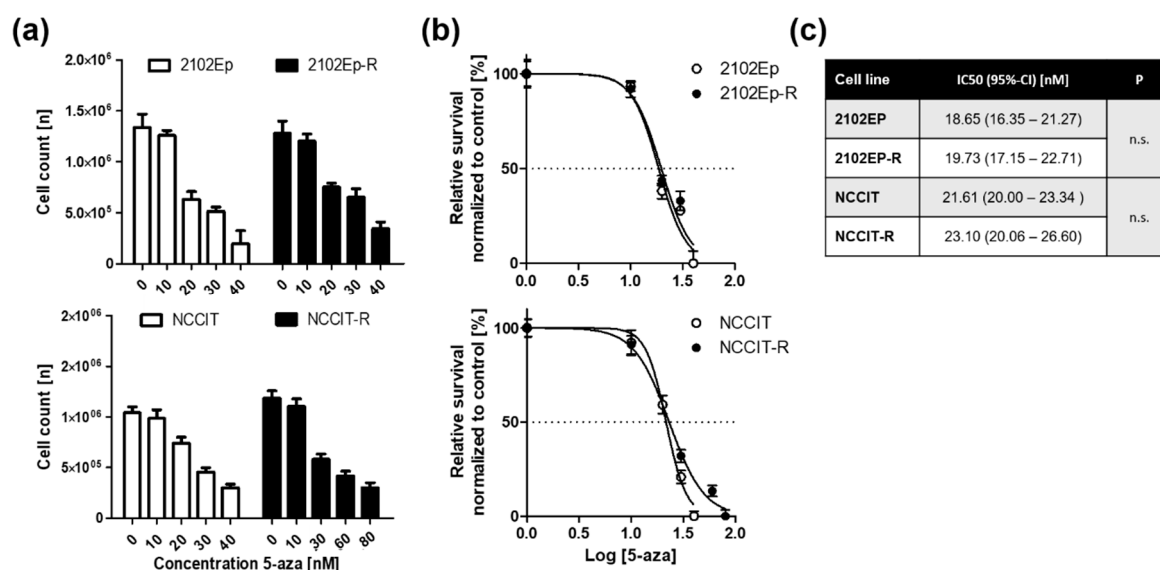 (a)
2102Ep 2102Ep-R
Cell count [n]
2.0×10⁶
1.5×10⁶
1.0×10⁶
5.0×10⁵
0
0 10 20 30 40 0 10 20 30 40
NCCIT NCCIT-R
Cell count [n]
2×10⁰⁶
2×10⁰⁶
1×10⁰⁶
5×10⁰⁵
0
0 10 20 30 40 0 10 30 60 80
Concentration 5-aza [nM]
(b)
2102Ep
2102Ep-R
Relative survival
normalized to control [%]
100
50
0
0.0 0.5 1.0 1.5 2.0
NCCIT
NCCIT-R
Relative survival
normalized to control [%]
100
50
0
0.0 0.5 1.0 1.5 2.0
Log [5-aza]
(c)
Cell line IC50 (95%-CI) [nM] P
2102EP 18.65 (16.35 – 21.27)
n.s.
2102EP-R 19.73 (17.15 – 22.71)
NCCIT 21.61 (20.00 – 23.34 )
n.s.
NCCIT-R 23.10 (20.06 – 26.60)